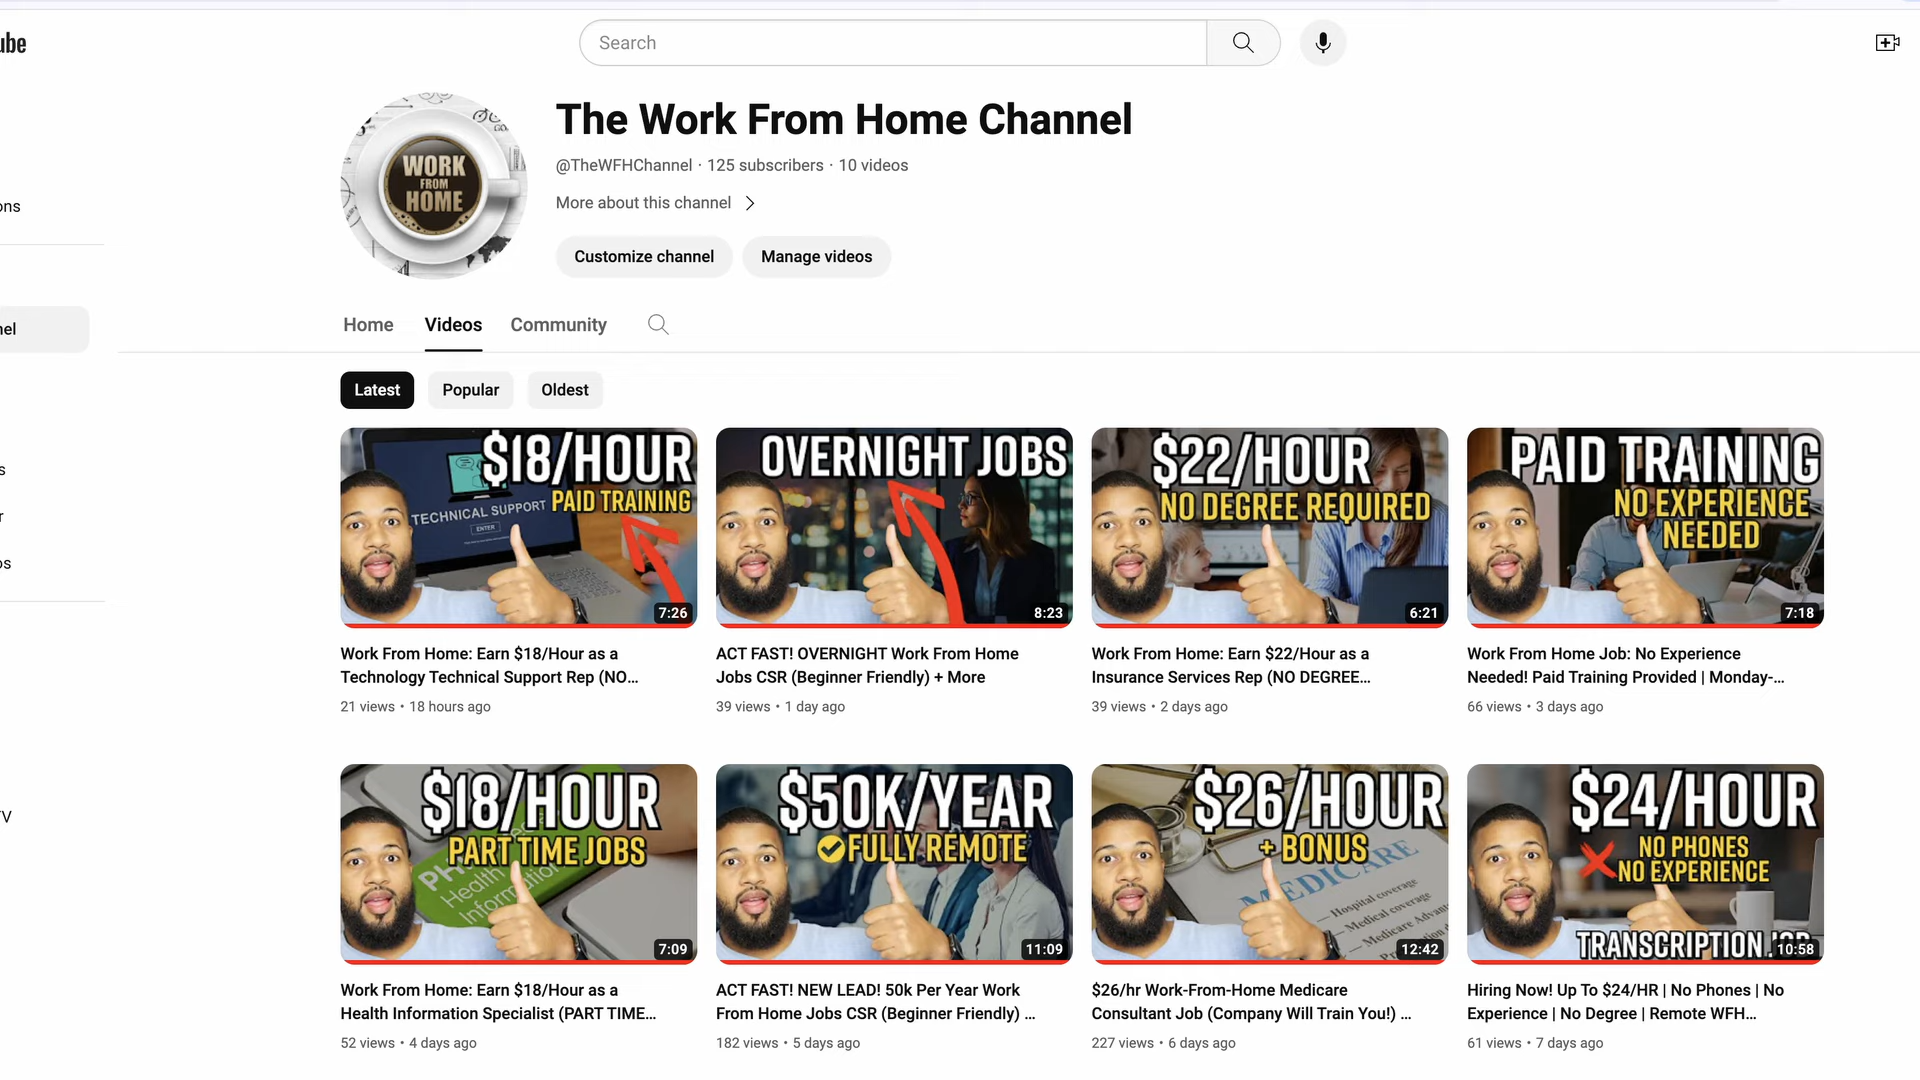 ube
Search
The Work From Home Channel
@TheWFHChannel · 125 subscribers · 10 videos
More about this channel
Customize channel
Manage videos
WORK
FROM
HOME
ons
nel
s
r
os
TV
Home
Videos
Community
Latest
Popular
Oldest
$18/HOUR
PAID TRAINING
TECHNICAL SUPPORT
ENTER
7:26
OVERNIGHT JOBS
8:23
$22/HOUR
NO DEGREE REQUIRED
6:21
PAID TRAINING
NO EXPERIENCE
NEEDED
7:18
Work From Home: Earn $18/Hour as a
Technology Technical Support Rep (NO...
21 views • 18 hours ago
ACT FAST! OVERNIGHT Work From Home
Jobs CSR (Beginner Friendly) + More
39 views • 1 day ago
Work From Home: Earn $22/Hour as a
Insurance Services Rep (NO DEGREE...
39 views • 2 days ago
Work From Home Job: No Experience
Needed! Paid Training Provided | Monday-...
66 views • 3 days ago
$18/HOUR
PART TIME JOBS
Health
Information
7:09
$50K/YEAR
FULLY REMOTE
11:09
$26/HOUR
+ BONUS
MEDICARE
Hospital coverage
Medical coverage
Medicare Advan
12:42
$24/HOUR
NO PHONES
NO EXPERIENCE
TRANSCRIPTION
10:58
Work From Home: Earn $18/Hour as a
Health Information Specialist (PART TIME...
52 views • 4 days ago
ACT FAST! NEW LEAD! 50k Per Year Work
From Home Jobs CSR (Beginner Friendly) ...
182 views • 5 days ago
$26/hr Work-From-Home Medicare
Consultant Job (Company Will Train You!) ...
227 views • 6 days ago
Hiring Now! Up To $24/HR | No Phones | No
Experience | No Degree | Remote WFH...
61 views • 7 days ago